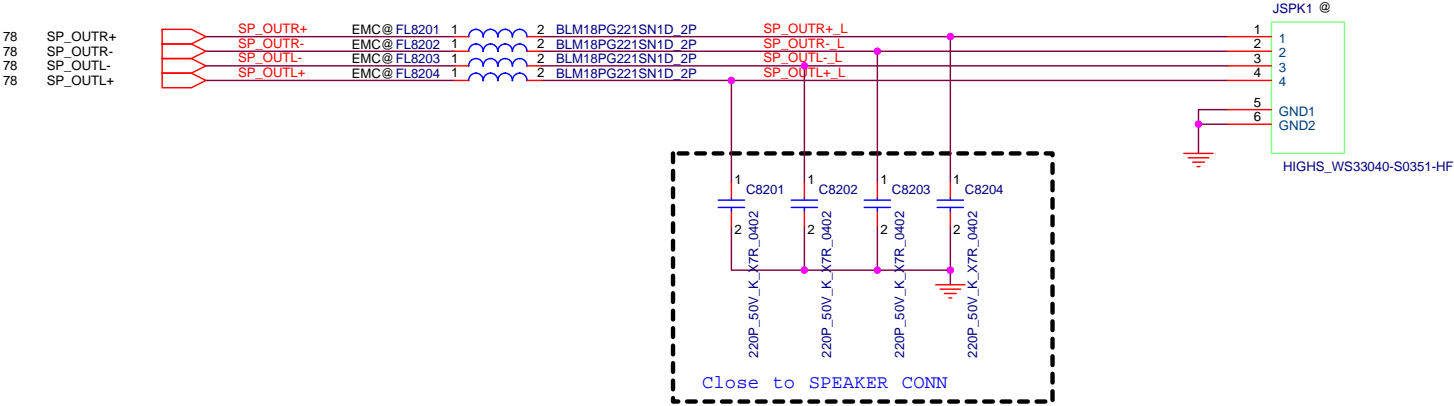 JSPK1 @
78 SP_OUTR+ SP_OUTR+ EMC@ FL8201 1 2 BLM18PG221SN1D_2P SP_OUTR+_L 1 1
78 SP_OUTR- SP_OUTR- EMC@ FL8202 1 2 BLM18PG221SN1D_2P SP_OUTR-_L 2 2
78 SP_OUTL- SP_OUTL- EMC@ FL8203 1 2 BLM18PG221SN1D_2P SP_OUTL-_L 3 3
78 SP_OUTL+ SP_OUTL+ EMC@ FL8204 1 2 BLM18PG221SN1D_2P SP_OUTL+_L 4 4
5 GND1
6 GND2
HIGHS_WS33040-S0351-HF
1 1 1 1
C8201 C8202 C8203 C8204
2 2 2 2
220P_50V_K_X7R_0402
220P_50V_K_X7R_0402
220P_50V_K_X7R_0402
220P_50V_K_X7R_0402
Close to SPEAKER CONN